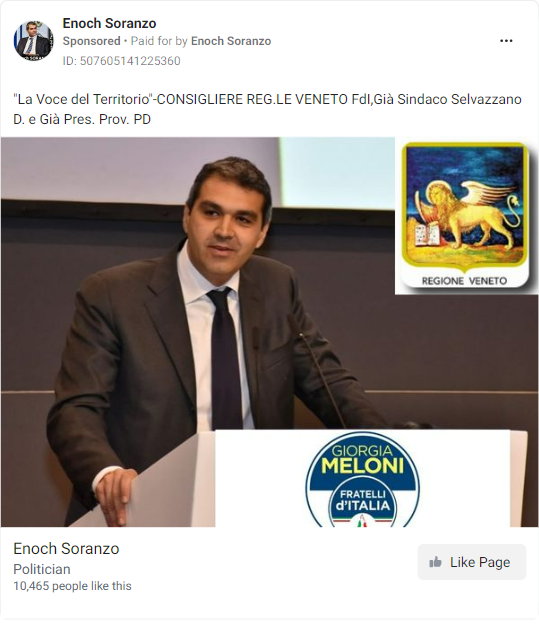 Enoch Soranzo
Sponsored • Paid for by Enoch Soranzo
ID: 507605141225360
"La Voce del Territorio"-CONSIGLIERE REG.LE VENETO FdI,Già Sindaco Selvazzano
D. e Già Pres. Prov. PD
REGIONE VENETO
GIORGIA
MELONI
FRATELLI
d'ITALIA
Enoch Soranzo
Politician
10,465 people like this
Like Page